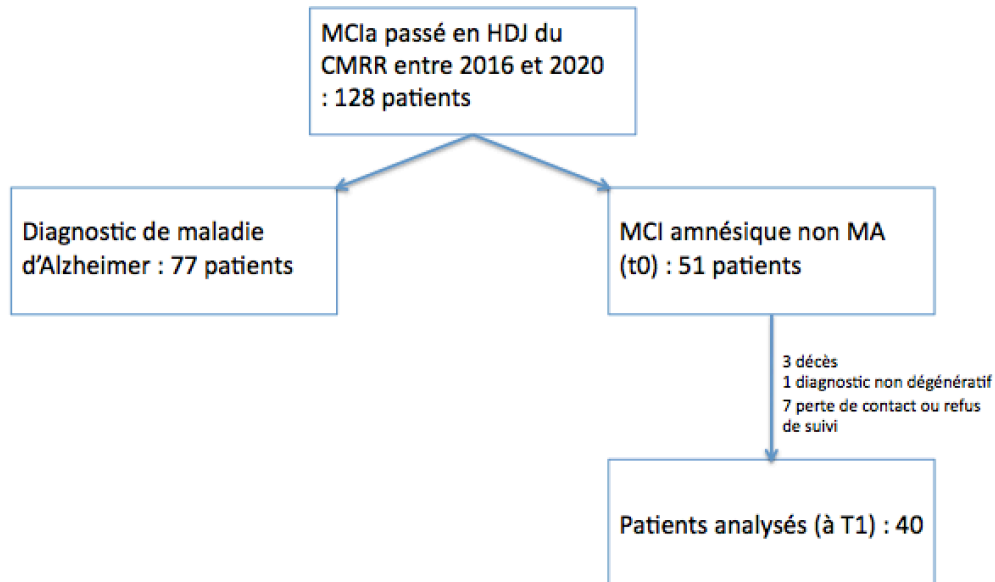 MCIa passé en HDJ du
CMRR entre 2016 et 2020
: 128 patients
Diagnostic de maladie
d'Alzheimer : 77 patients
MCI amnésique non MA
(t0) : 51 patients
3 décès
1 diagnostic non dégénératif
7 perte de contact ou refus
de suivi
Patients analysés (à T1) : 40